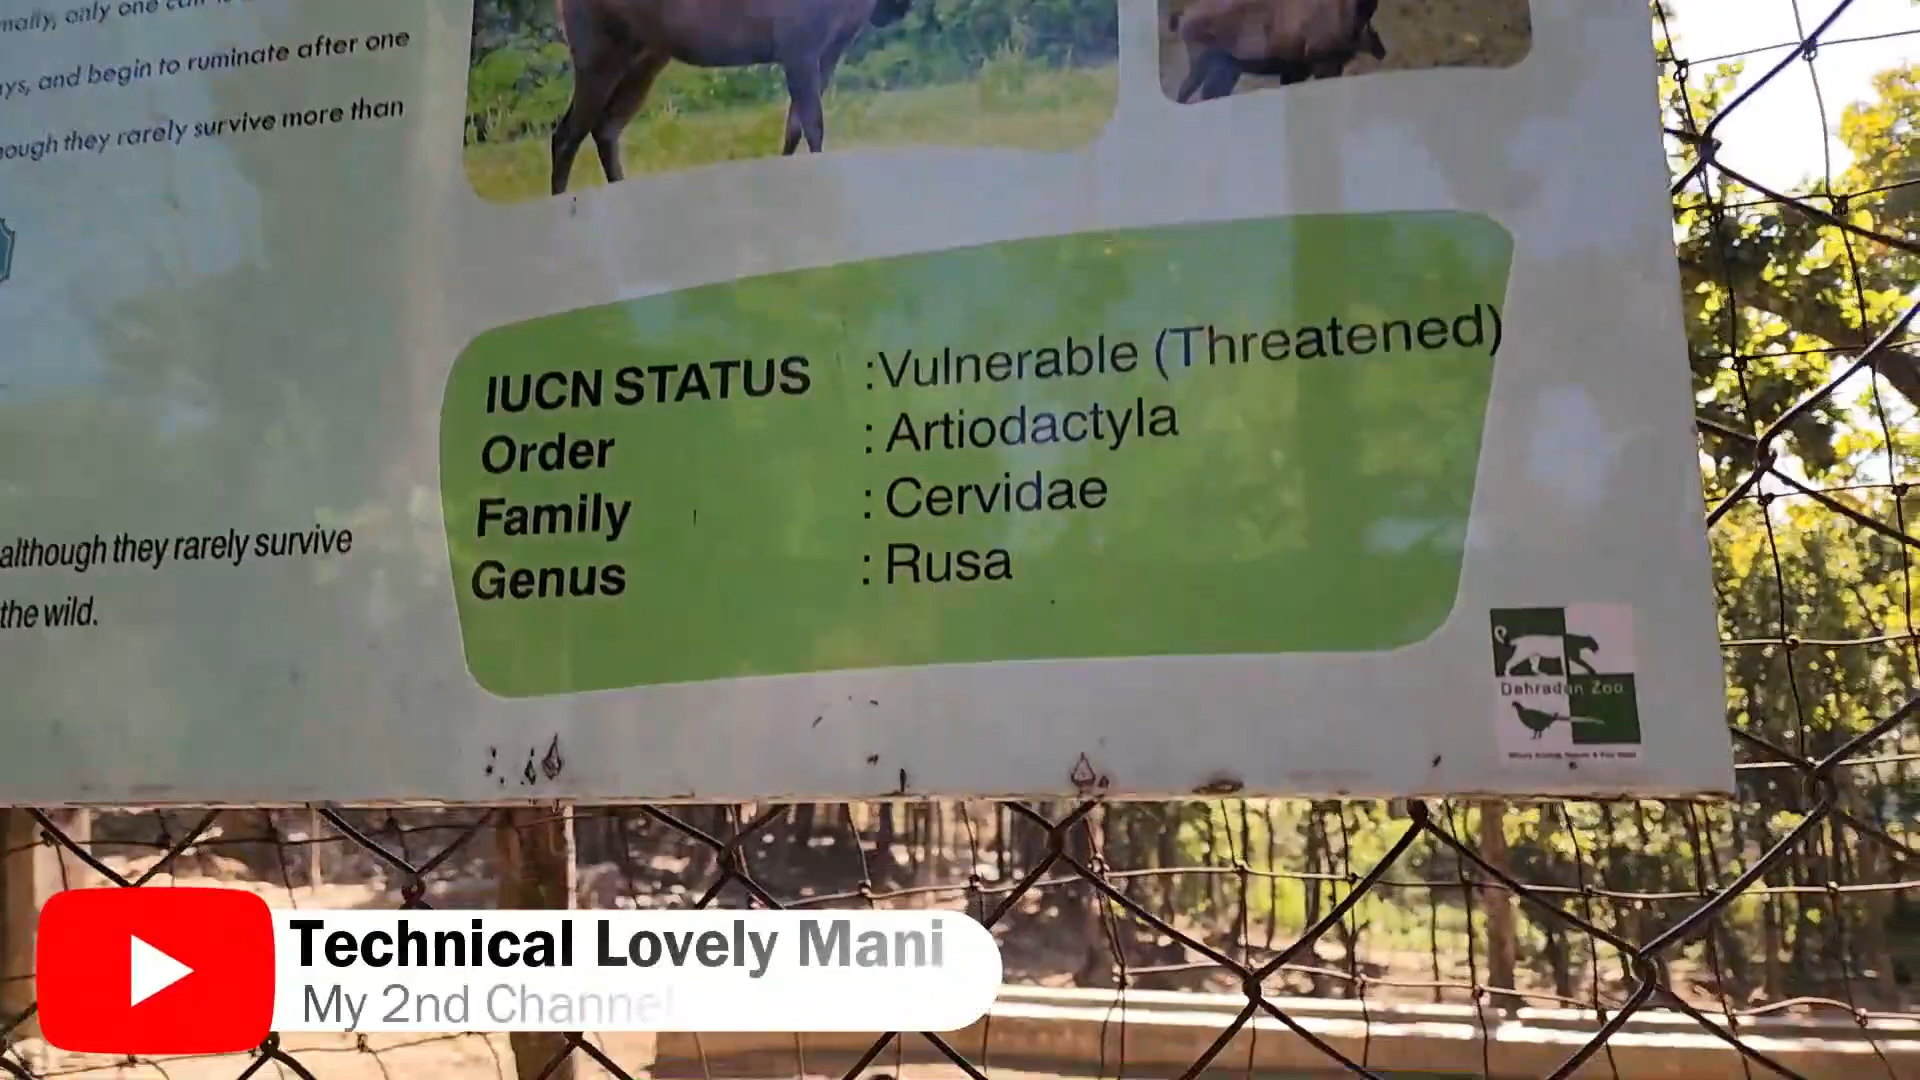 only one
ys, and begin to ruminate after one
ough they rarely survive more than
although they rarely survive
the wild.
IUCN STATUS :Vulnerable (Threatened)
Order : Artiodactyla
Family : Cervidae
Genus : Rusa
Dehradun Zoo
Technical Lovely Mani
My 2nd Channel